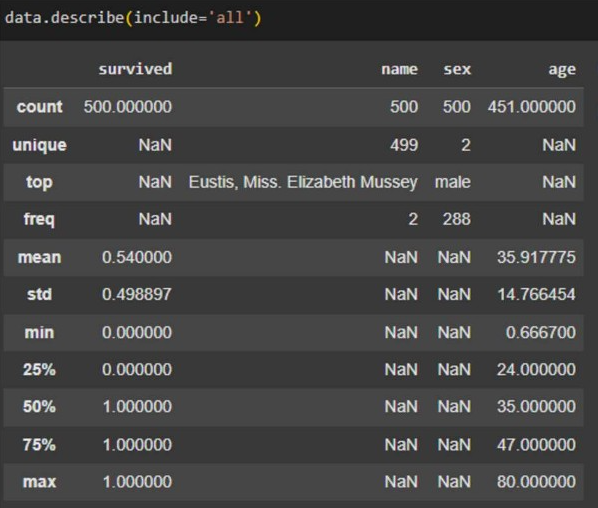 data.describe(include='all')
survived name sex age
count 500.000000 500 500 451.000000
unique NaN 499 2 NaN
top NaN Eustis, Miss. Elizabeth Mussey male NaN
freq NaN 2 288 NaN
mean 0.540000 NaN NaN 35.917775
std 0.498897 NaN NaN 14.766454
min 0.000000 NaN NaN 0.666700
25% 0.000000 NaN NaN 24.000000
50% 1.000000 NaN NaN 35.000000
75% 1.000000 NaN NaN 47.000000
max 1.000000 NaN NaN 80.000000